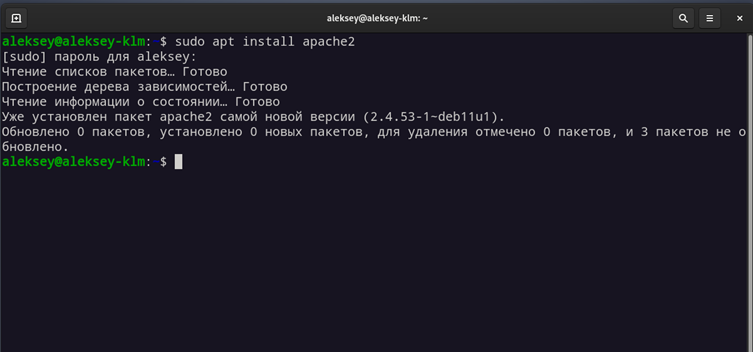 aleksey@aleksey-klm: ~
aleksey@aleksey-klm: $ sudo apt install apache2
[sudo] пароль для aleksey:
Чтение списков пакетов… Готово
Построение дерева зависимостей… Готово
Чтение информации о состоянии… Готово
Уже установлен пакет apache2 самой новой версии (2.4.53-1~deb11u1).
Обновлено 0 пакетов, установлено 0 новых пакетов, для удаления отмечено 0 пакетов, и 3 пакетов не о
бновлено.
aleksey@aleksey-klm: $